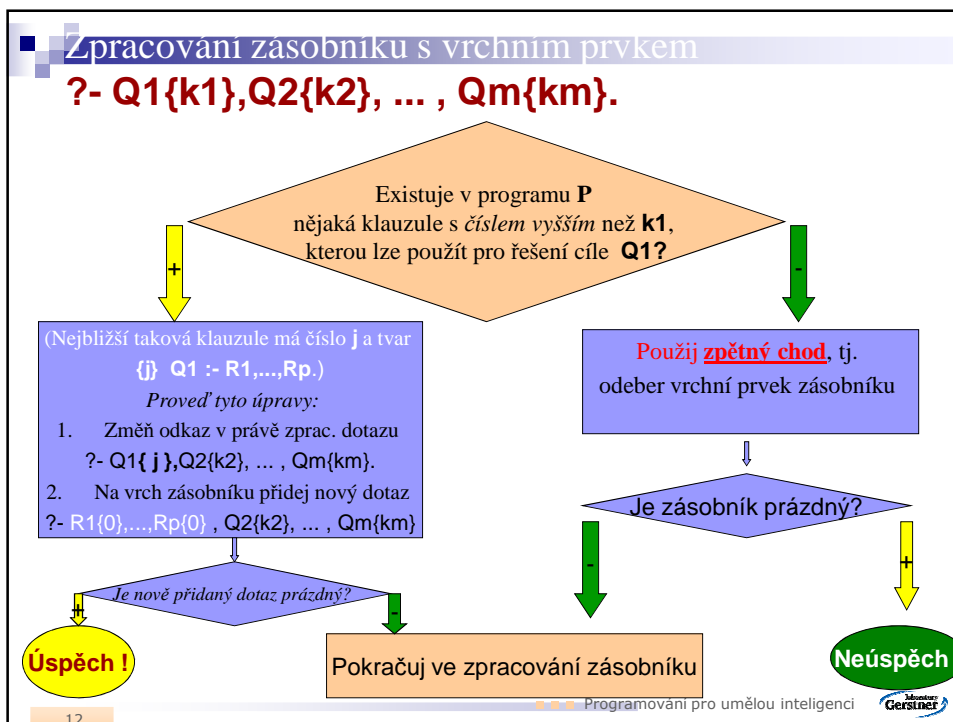 Zpracování zásobníku s vrchním prvkem
?- Q1{k1},Q2{k2}, ... , Qm{km}.
Existuje v programu P
nějaká klauzule s číslem vyšším než k1,
kterou lze použít pro řešení cíle Q1?
+
-
(Nejbližší taková klauzule má číslo j a tvar
{j} Q1 :- R1,...,Rp.)
Proveď tyto úpravy:
1. Změň odkaz v právě zprac. dotazu
?- Q1{ j },Q2{k2}, ... , Qm{km}.
2. Na vrch zásobníku přidej nový dotaz
?- R1{0},...,Rp{0} , Q2{k2}, ... , Qm{km}
Použij zpětný chod, tj.
odeber vrchní prvek zásobníku
Je zásobník prázdný?
-
+
Je nově přidaný dotaz prázdný?
+
-
Úspěch !
Pokračuj ve zpracování zásobníku
Neúspěch
Programování pro umělou inteligenci
laboratory
Gerstner
12